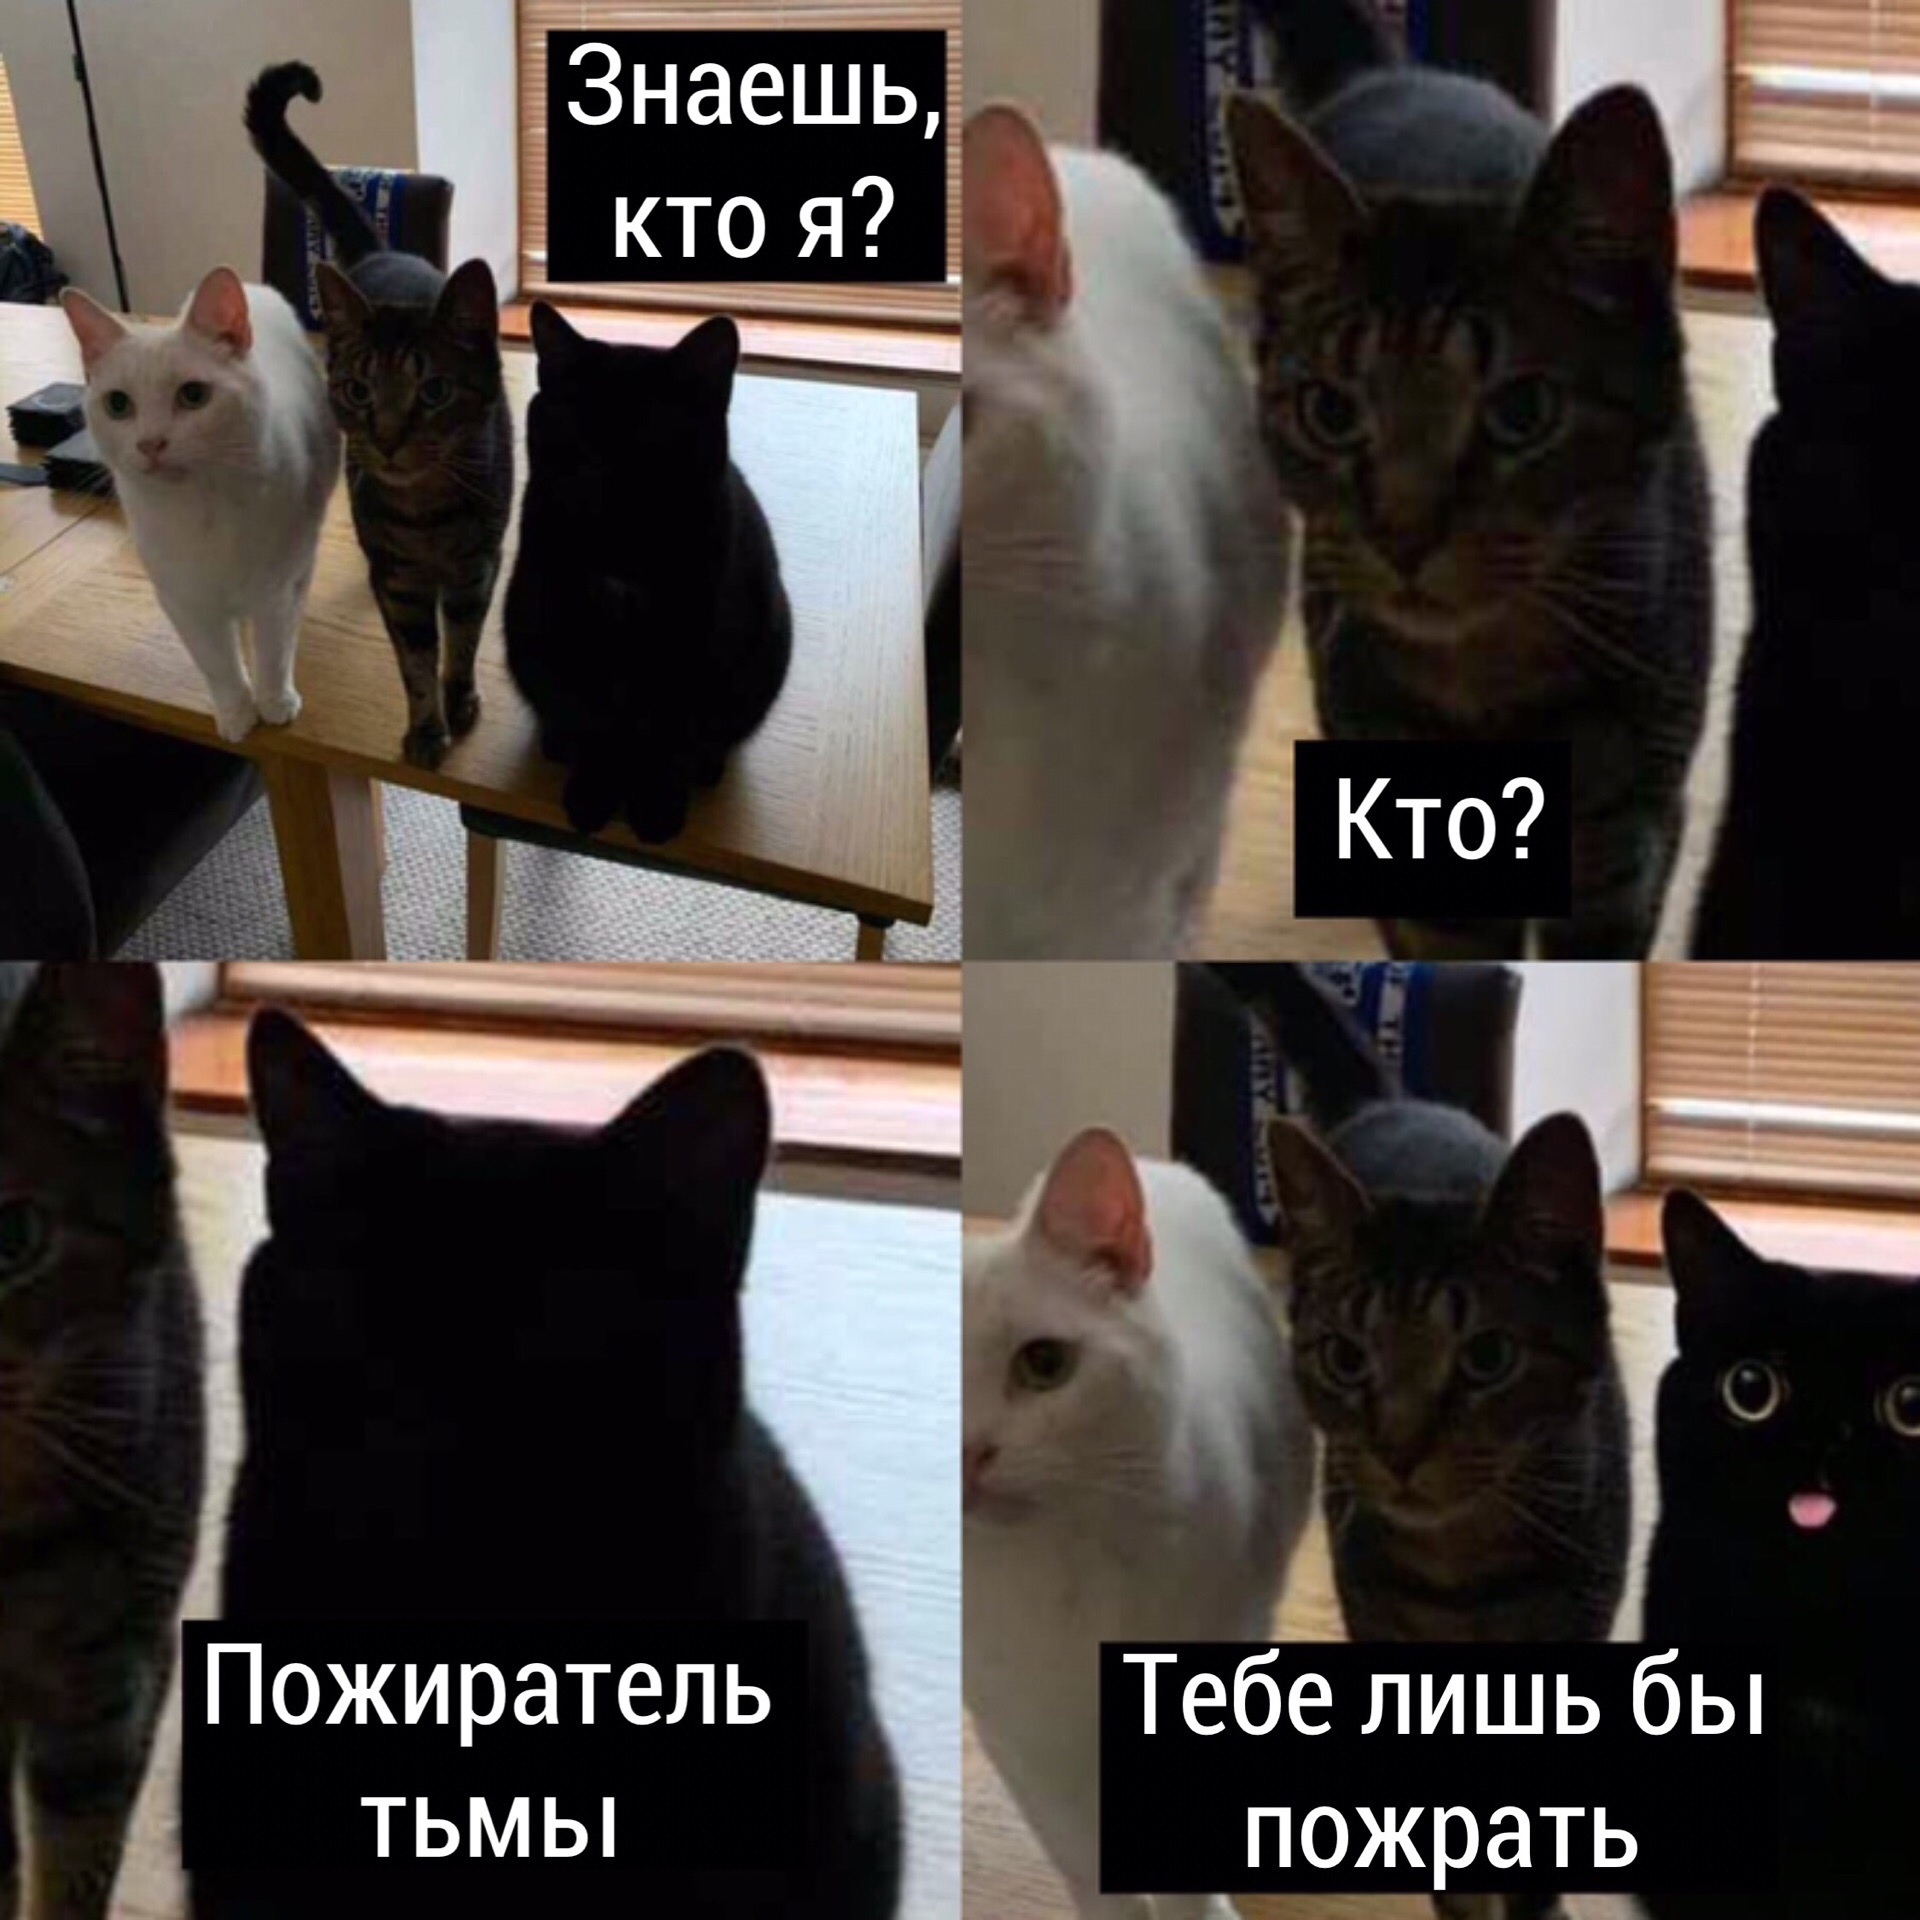 Знаешь,
кто я?
Кто?
Пожиратель
тьмы
Тебе лишь бы
пожрать